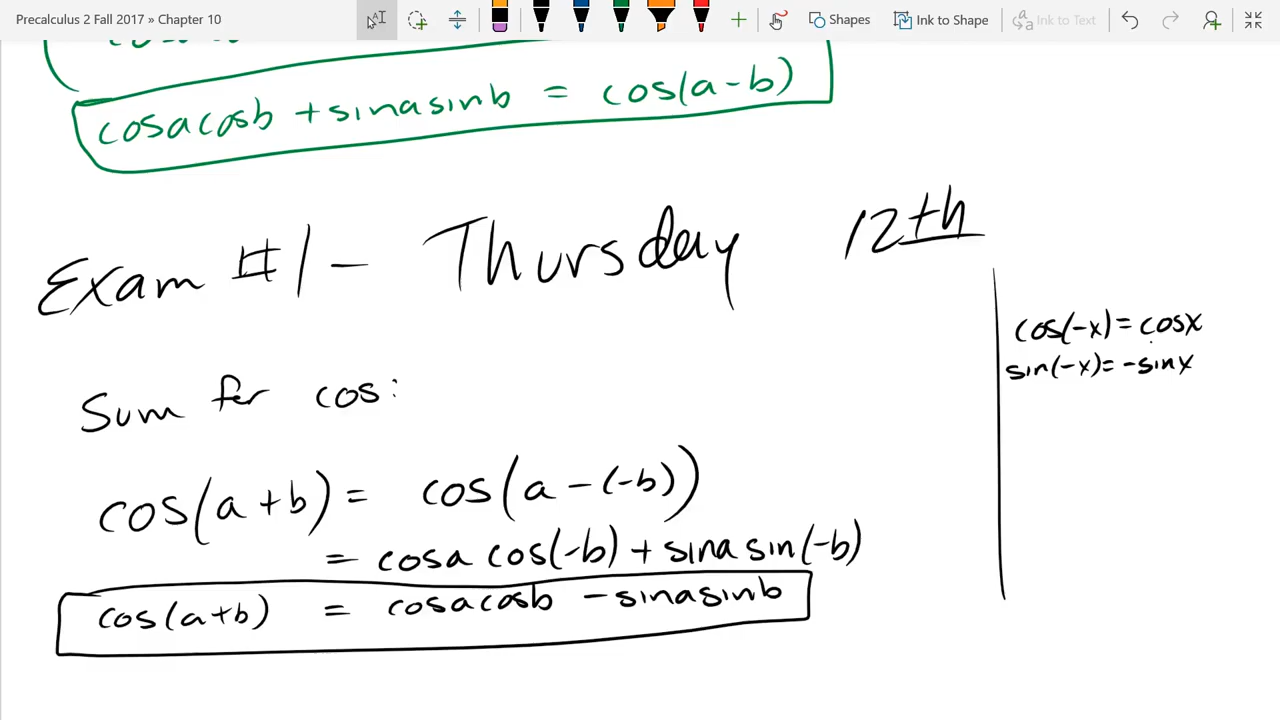 Precalculus 2 Fall 2017 » Chapter 10
Shapes
Ink to Shape
Ink to Text
cosacosb + sinasinb = cos(a-b)
Exam #1 - Thursday 12th
cos(-x) = cosx
sin(-x) = -sinx
Sum for cos:
cos(a+b) = cos(a-(-b))
= cosa cos(-b) + sina sin(-b)
cos(a+b) = cosacosb - sinasinb